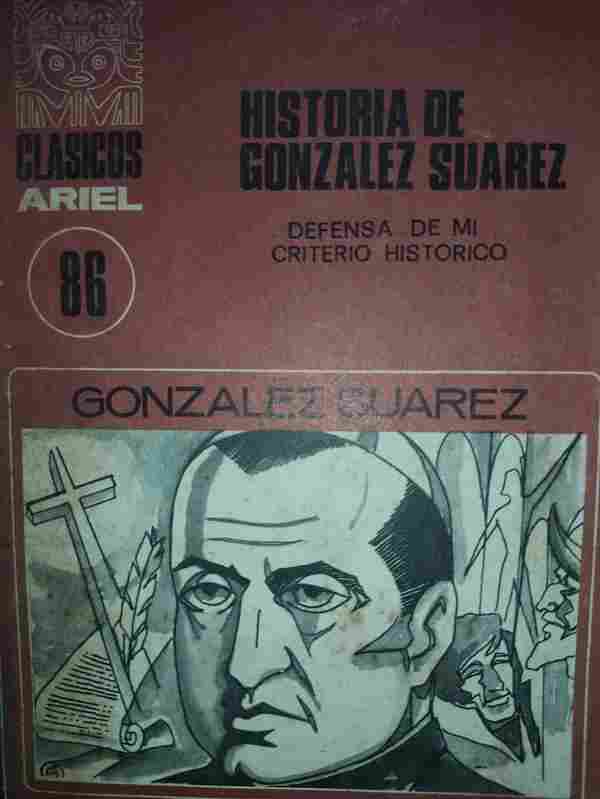 CLASICOS
ARIEL
86
HISTORIA DE
GONZALEZ SUAREZ
DEFENSA DE MI
CRITERIO HISTORICO
GONZALEZ SUAREZ